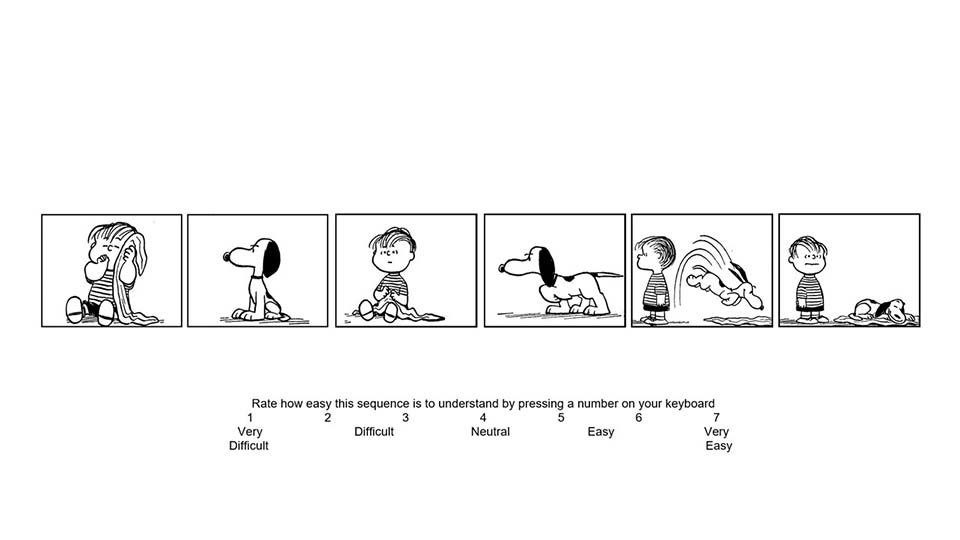 Rate how easy this sequence is to understand by pressing a number on your keyboard
1 2 3 4 5 6 7
Very Difficult Neutral Easy Very
Difficult Easy